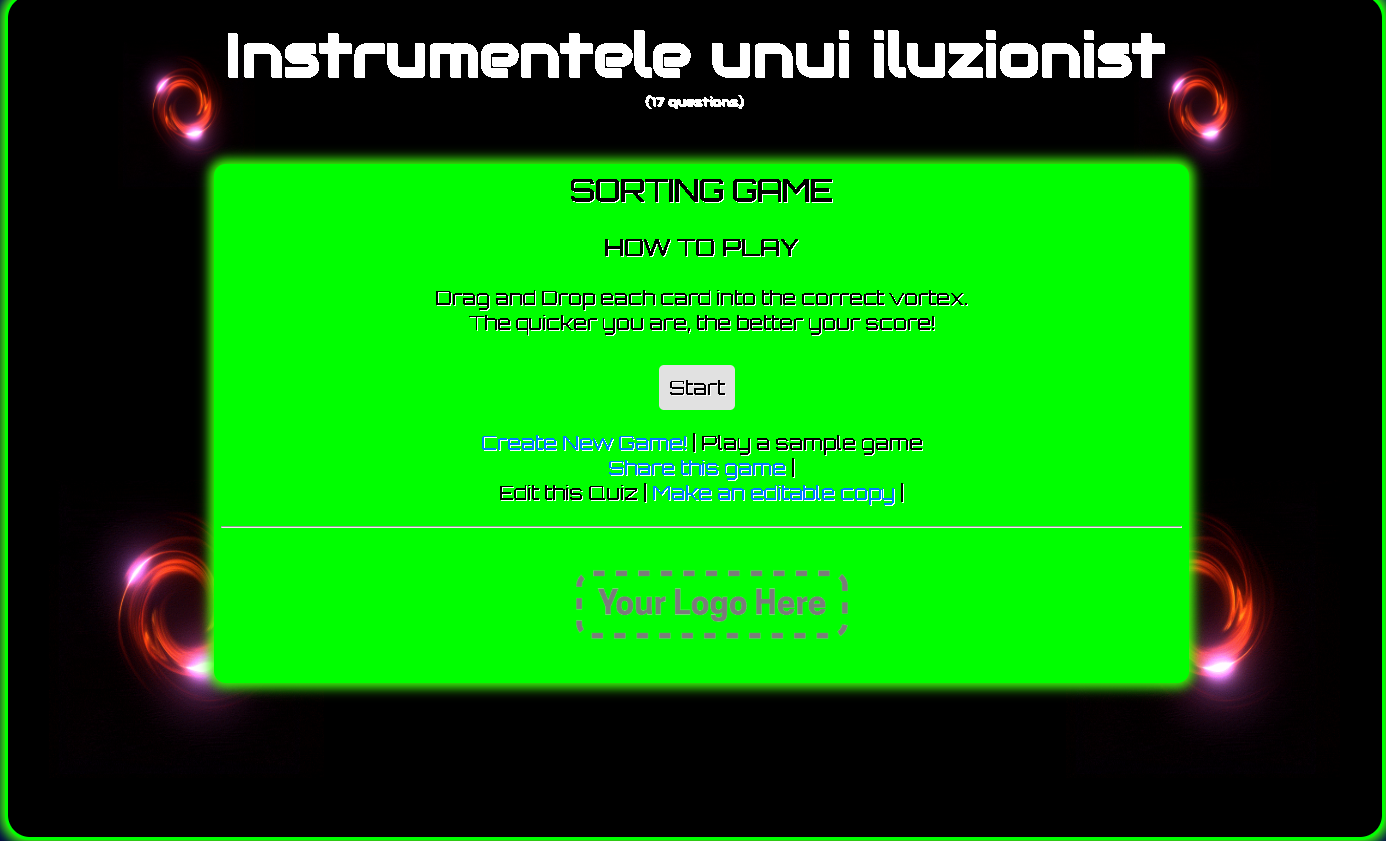 Instrumentele unui iluzionist
(17 questions)
SORTING GAME
HOW TO PLAY
Drag and Drop each card into the correct vortex.
The quicker you are, the better your score!
Start
Create New Game! | Play a sample game
Share this game |
Edit this Quiz | Make an editable copy |
Your Logo Here